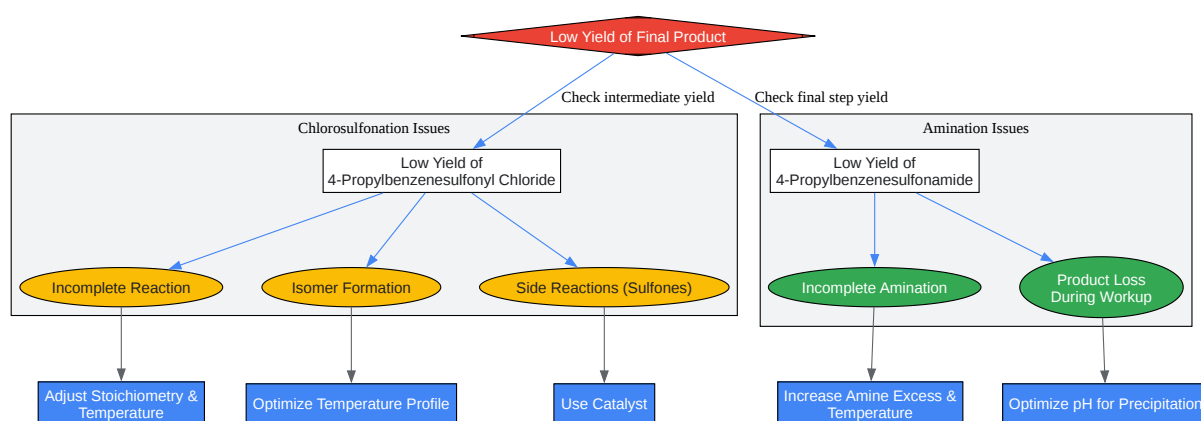 Low Yield of Final Product
Check intermediate yield
Check final step yield
Chlorosulfonation Issues
Amination Issues
Low Yield of
4-Propylbenzenesulfonyl Chloride
Low Yield of
4-Propylbenzenesulfonamide
Incomplete Reaction
Isomer Formation
Side Reactions (Sulfones)
Incomplete Amination
Product Loss
During Workup
Adjust Stoichiometry &
Temperature
Optimize Temperature Profile
Use Catalyst
Increase Amine Excess &
Temperature
Optimize pH for Precipitation